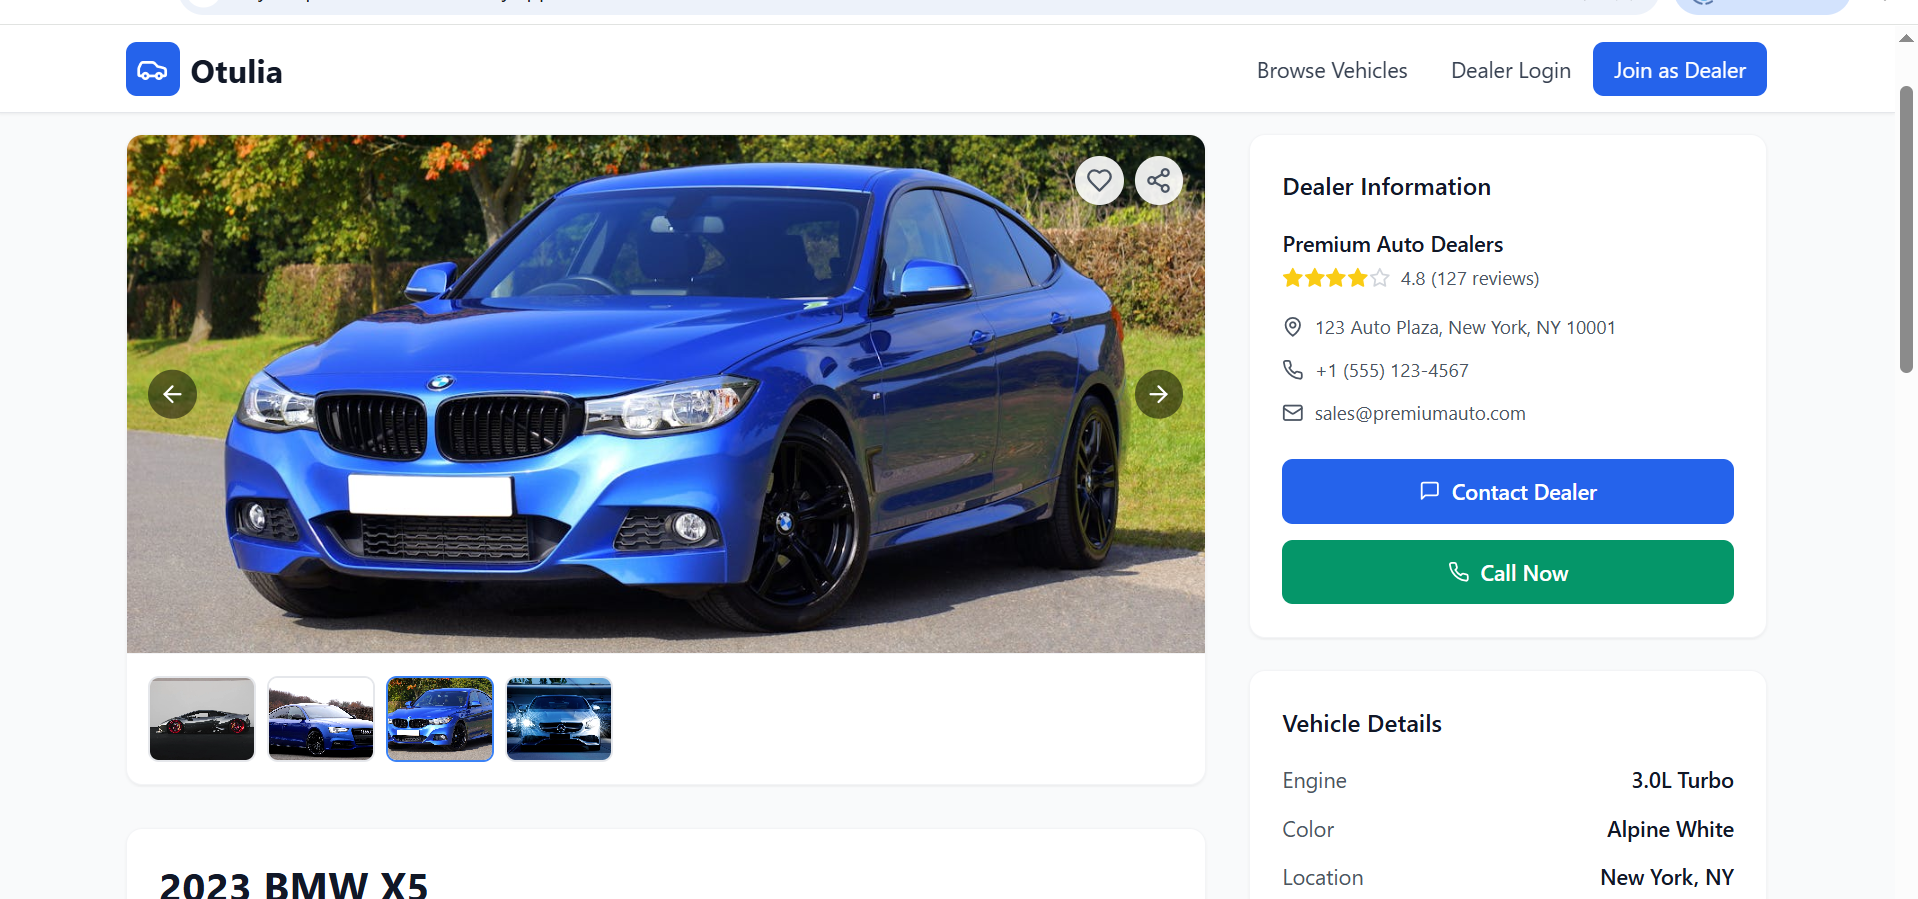 Otulia
Browse Vehicles
Dealer Login
Join as Dealer
Dealer Information
Premium Auto Dealers
4.8 (127 reviews)
123 Auto Plaza, New York, NY 10001
+1 (555) 123-4567
sales@premiumauto.com
Contact Dealer
Call Now
Vehicle Details
Engine 3.0L Turbo
Color Alpine White
Location New York, NY
2023 BMW X5